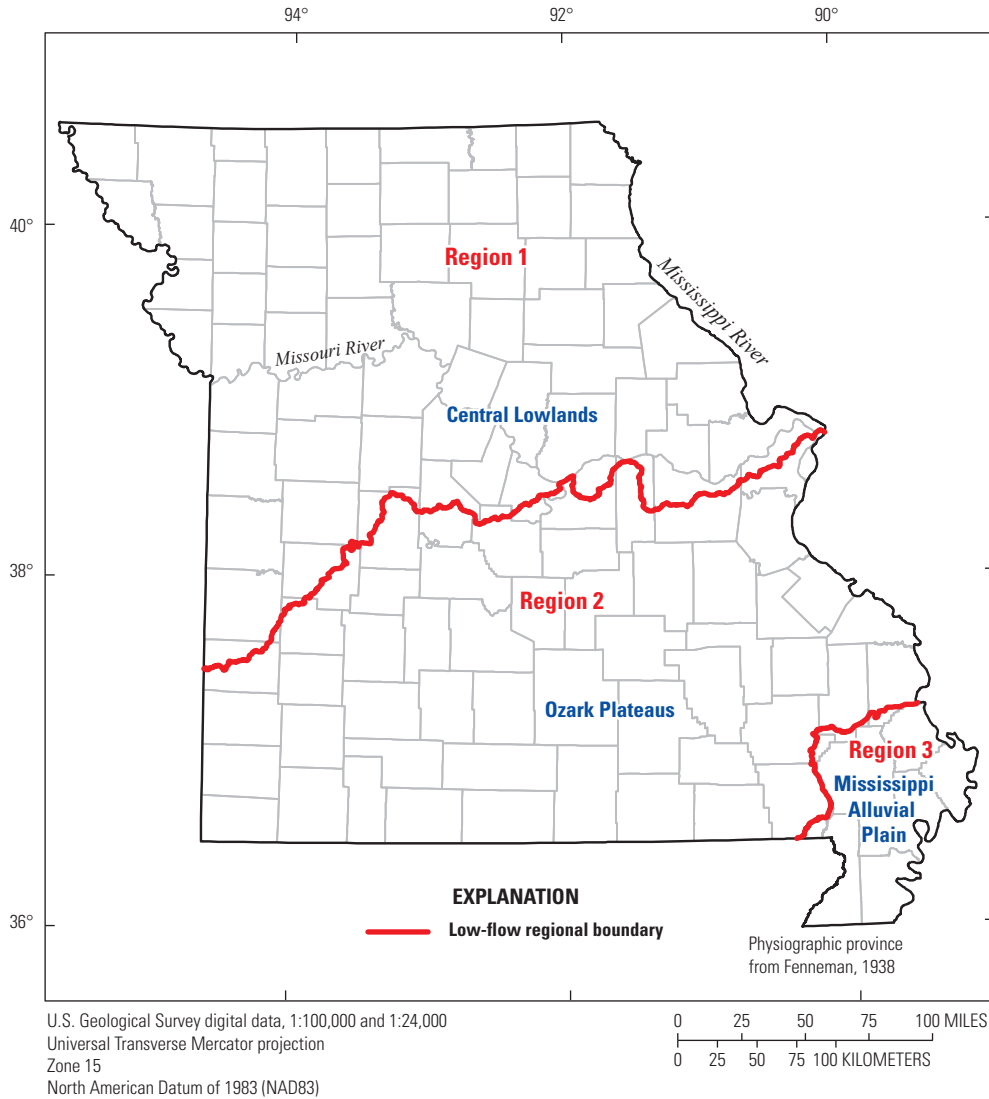 94°
92°
90°
40°
Region 1
Mississippi River
Missouri River
Central Lowlands
38°
Region 2
Ozark Plateaus
Region 3
Mississippi
Alluvial
Plain
36°
EXPLANATION
Low-flow regional boundary
Physiographic province
from Fenneman, 1938
U.S. Geological Survey digital data, 1:100,000 and 1:24,000
Universal Transverse Mercator projection
Zone 15
North American Datum of 1983 (NAD83)
0 25 50 75 100 MILES
0 25 50 75 100 KILOMETERS